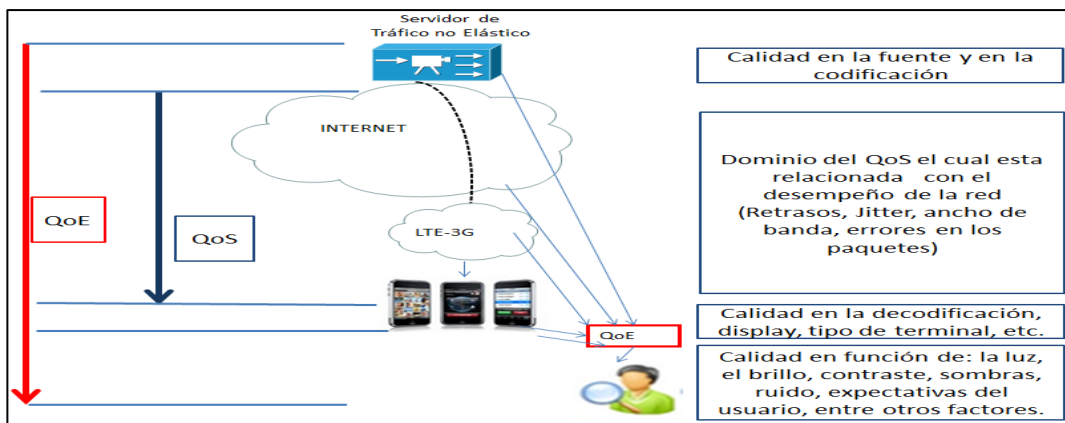 Servidor de
Tráfico no Elástico
Calidad en la fuente y en la
codificación
INTERNET
Dominio del QoS el cual esta
relacionada con el
desempeño de la red
(Retrasos, Jitter, ancho de
banda, errores en los
paquetes)
QoE
QoS
LTE-3G
Calidad en la decodificación,
display, tipo de terminal, etc.
QoE
Calidad en función de: la luz,
el brillo, contraste, sombras,
ruido, expectativas del
usuario, entre otros factores.